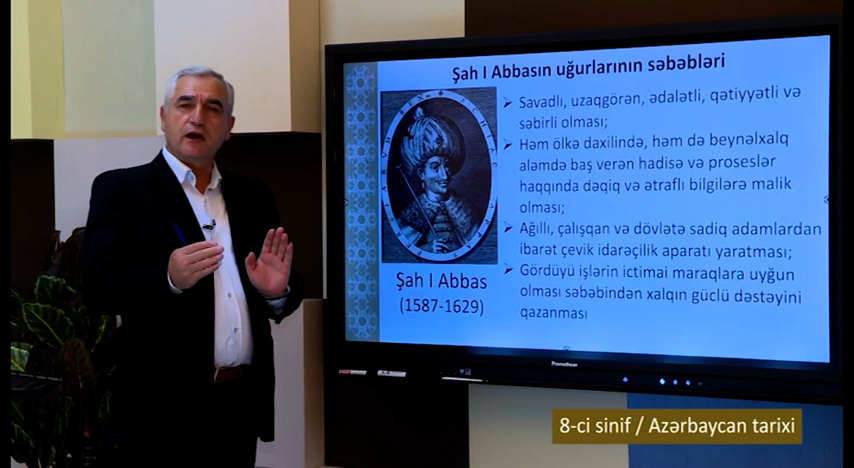 Şah I Abbasın uğurlarının səbəbləri
➢ Savadlı, uzaqgörən, ədalətli, qətiyyətli və
səbirli olması;
➢ Həm ölkə daxilində, həm də beynəlxalq
aləmdə baş verən hadisə və proseslər
haqqında dəqiq və ətraflı bilgilərə malik
olması;
➢ Ağıllı, çalışqan və dövlətə sadiq adamlardan
ibarət çevik idarəçilik aparatı yaratması;
➢ Gördüyü işlərin ictimai maraqlara uyğun
olması səbəbindən xalqın güclü dəstəyini
qazanması
Şah I Abbas
(1587-1629)
Promethean
8-ci sinif / Azərbaycan tarixi